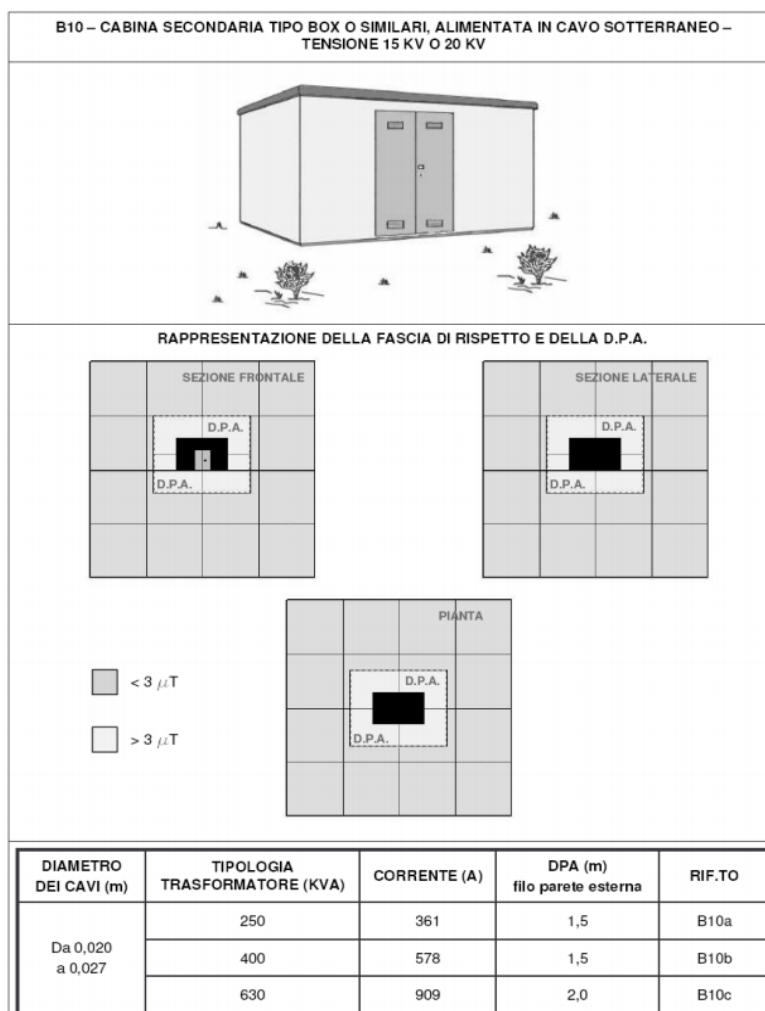 B10 – CABINA SECONDARIA TIPO BOX O SIMILARI, ALIMENTATA IN CAVO SOTTERRANEO –
TENSIONE 15 KV O 20 KV
RAPPRESENTAZIONE DELLA FASCIA DI RISPETTO E DELLA D.P.A.
SEZIONE FRONTALE
D.P.A.
D.P.A.
SEZIONE LATERALE
D.P.A.
D.P.A.
PIANTA
D.P.A.
D.P.A.
< 3 μT
> 3 μT
DIAMETRO DEI CAVI (m) TIPOLOGIA TRASFORMATORE (KVA) CORRENTE (A) DPA (m) filo parete esterna RIF.TO
Da 0,020 a 0,027
250 361 1,5 B10a
400 578 1,5 B10b
630 909 2,0 B10c